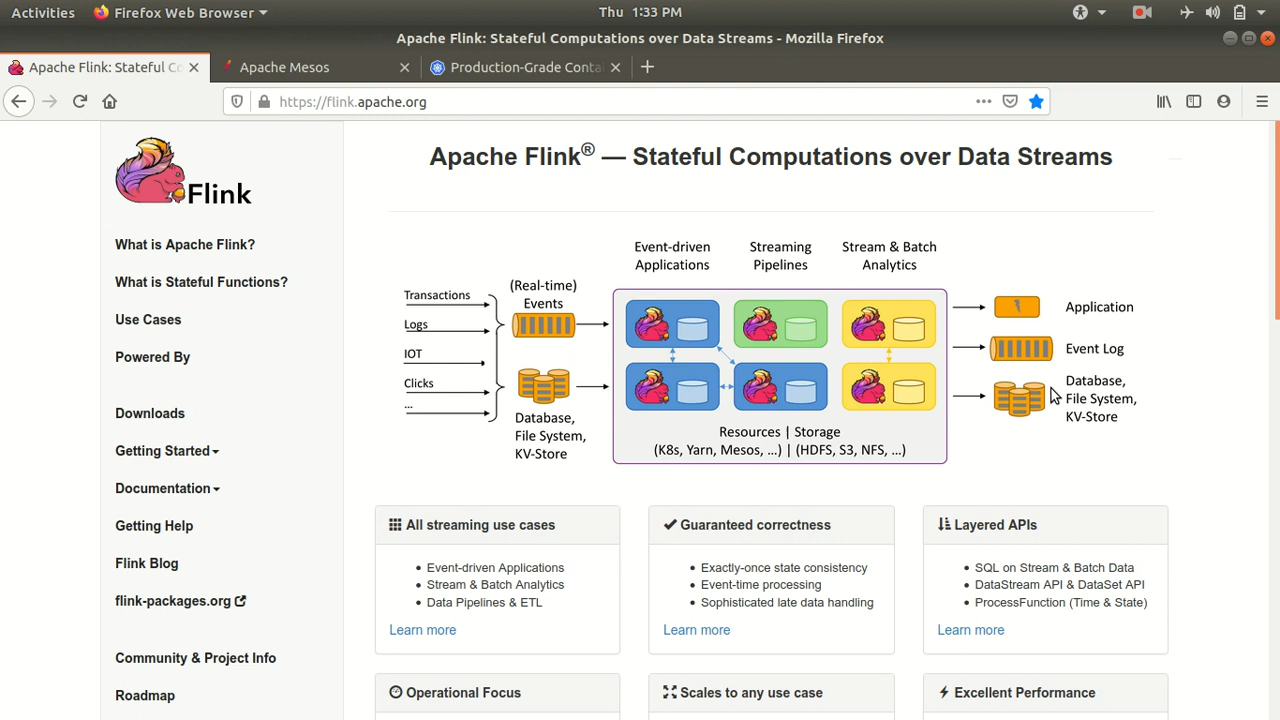 Activities
Firefox Web Browser
Thu 1:33 PM
Apache Flink: Stateful Computations over Data Streams - Mozilla Firefox
Apache Flink: Stateful Co
Apache Mesos
Production-Grade Conta
https://flink.apache.org
Flink
What is Apache Flink?
What is Stateful Functions?
Use Cases
Powered By
Downloads
Getting Started
Documentation
Getting Help
Flink Blog
flink-packages.org
Community & Project Info
Roadmap
Apache Flink® — Stateful Computations over Data Streams
Event-driven
Applications
Streaming
Pipelines
Stream & Batch
Analytics
Transactions
Logs
IOT
Clicks
...
(Real-time)
Events
Database,
File System,
KV-Store
Resources | Storage
(K8s, Yarn, Mesos, ...) | (HDFS, S3, NFS, ...)
Application
Event Log
Database,
File System,
KV-Store
All streaming use cases
Event-driven Applications
Stream & Batch Analytics
Data Pipelines & ETL
Learn more
Guaranteed correctness
Exactly-once state consistency
Event-time processing
Sophisticated late data handling
Learn more
Layered APIs
SQL on Stream & Batch Data
DataStream API & DataSet API
ProcessFunction (Time & State)
Learn more
Operational Focus
Scales to any use case
Excellent Performance